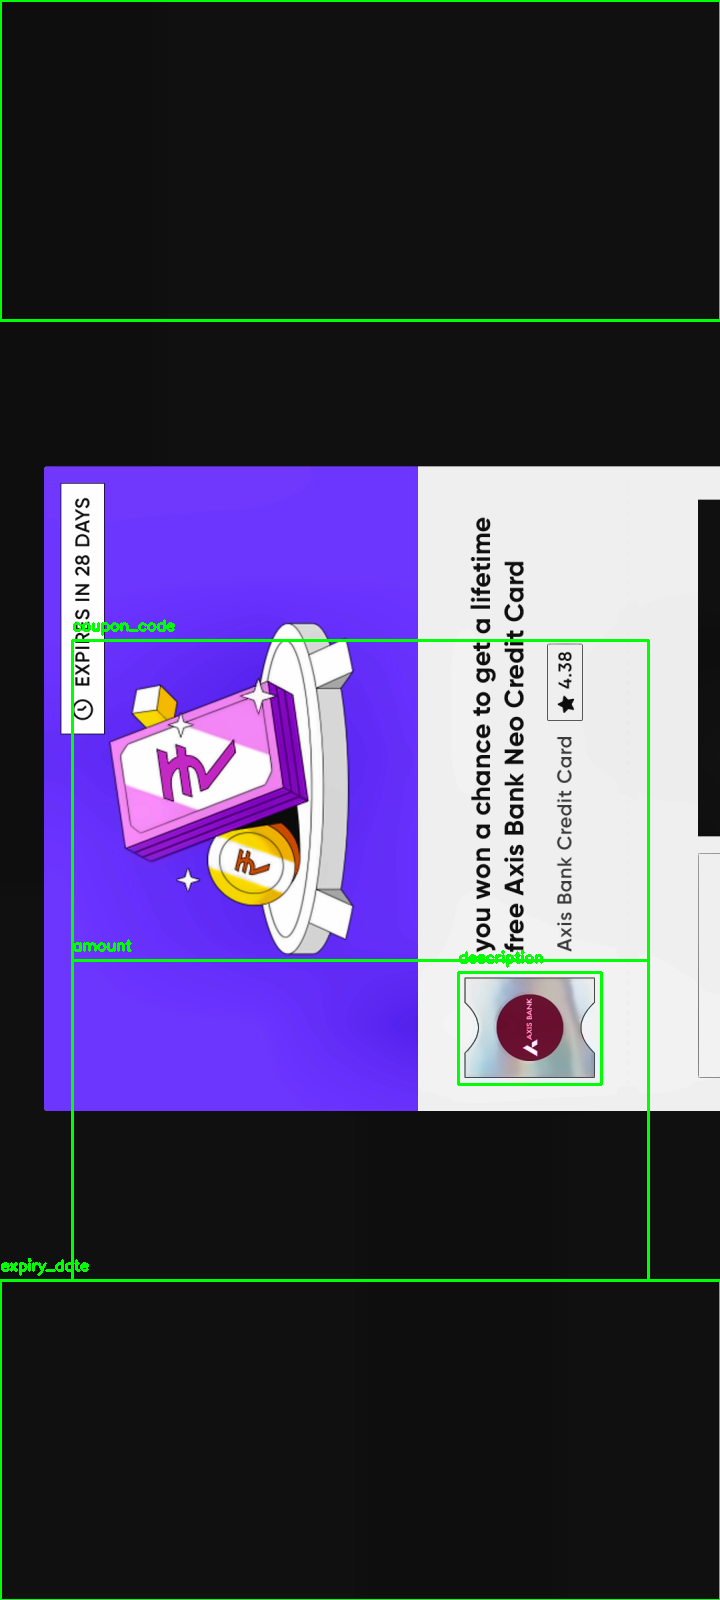 EXPIRES IN 28 DAYS
you won a chance to get a lifetime
free Axis Bank Neo Credit Card
Axis Bank Credit Card
4.38
AXIS BANK
coupon_code
amount
description
expiry_date